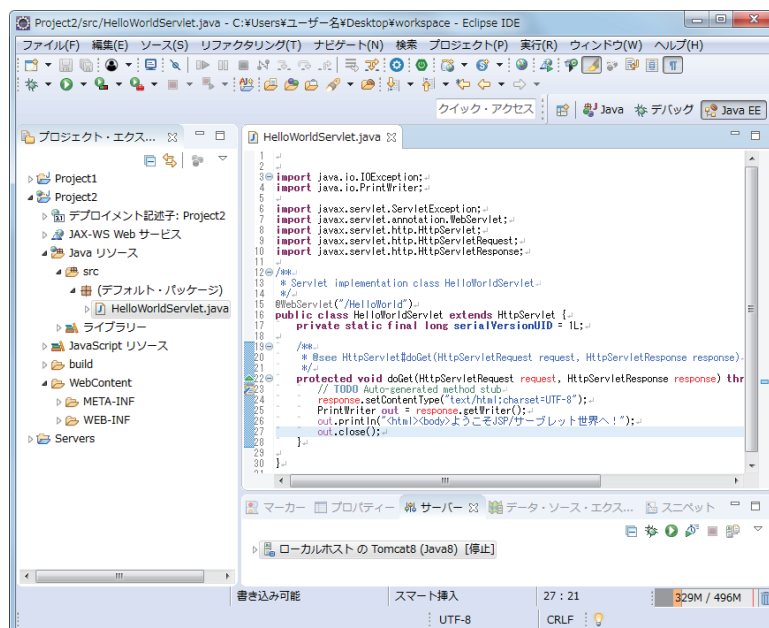 Project2/src/HelloWorldServlet.java - C:¥Users¥ユーザー名¥Desktop¥workspace - Eclipse IDE
ファイル(F) 編集(E) ソース(S) リファクタリング(T) ナビゲート(N) 検索 プロジェクト(P) 実行(R) ウィンドウ(W) ヘルプ(H)
クイック・アクセス Java デバッグ Java EE
プロジェクト・エクス...
Project1
Project2
デプロイメント記述子: Project2
JAX-WS Web サービス
Java リソース
src
(デフォルト・パッケージ)
HelloWorldServlet.java
ライブラリー
JavaScript リソース
build
WebContent
META-INF
WEB-INF
Servers
HelloWorldServlet.java
1
2
3 import java.io.IOException;
4 import java.io.PrintWriter;
5
6 import javax.servlet.ServletException;
7 import javax.servlet.annotation.WebServlet;
8 import javax.servlet.http.HttpServlet;
9 import javax.servlet.http.HttpServletRequest;
10 import javax.servlet.http.HttpServletResponse;
11
12 /**
13 * Servlet implementation class HelloWorldServlet
14 */
15 @WebServlet("/HelloWorld")
16 public class HelloWorldServlet extends HttpServlet {
17 private static final long serialVersionUID = 1L;
18
19 /**
20 * @see HttpServlet#doGet(HttpServletRequest request, HttpServletResponse response)
21 */
22 protected void doGet(HttpServletRequest request, HttpServletResponse response) thr
23 // TODO Auto-generated method stub
24 response.setContentType("text/html;charset=UTF-8");
25 PrintWriter out = response.getWriter();
26 out.println("<html><body>ようこそJSP/サーブレット世界へ！");
27 out.close();
28 }
29
30 }
マーカー プロパティー サーバー データ・ソース・エクス... スニペット
ローカルホスト の Tomcat8 (Java8) [停止]
書き込み可能 スマート挿入 27 : 21 329M / 496M
UTF-8 CRLF